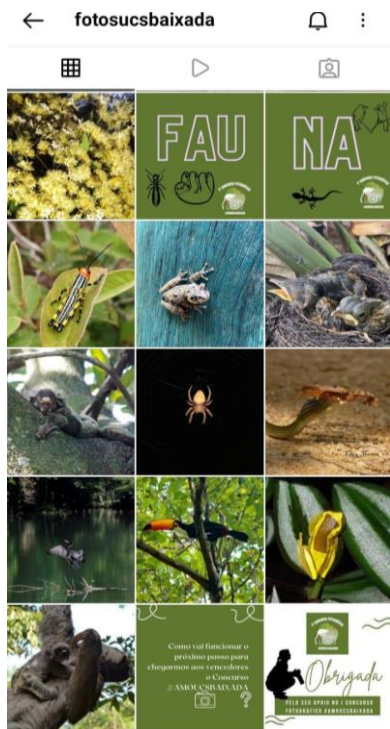 fotosucsbaixada
FAU
NA
Como vai funcionar o
próximo passo para
chegarmos aos vencedores
o Concurso
#AMOUCSBAIXADA
?
Obrigada
PELO SEU APOIO NO I CONCURSO
FOTOGRÁFICO #AMOUCSBAIXADA